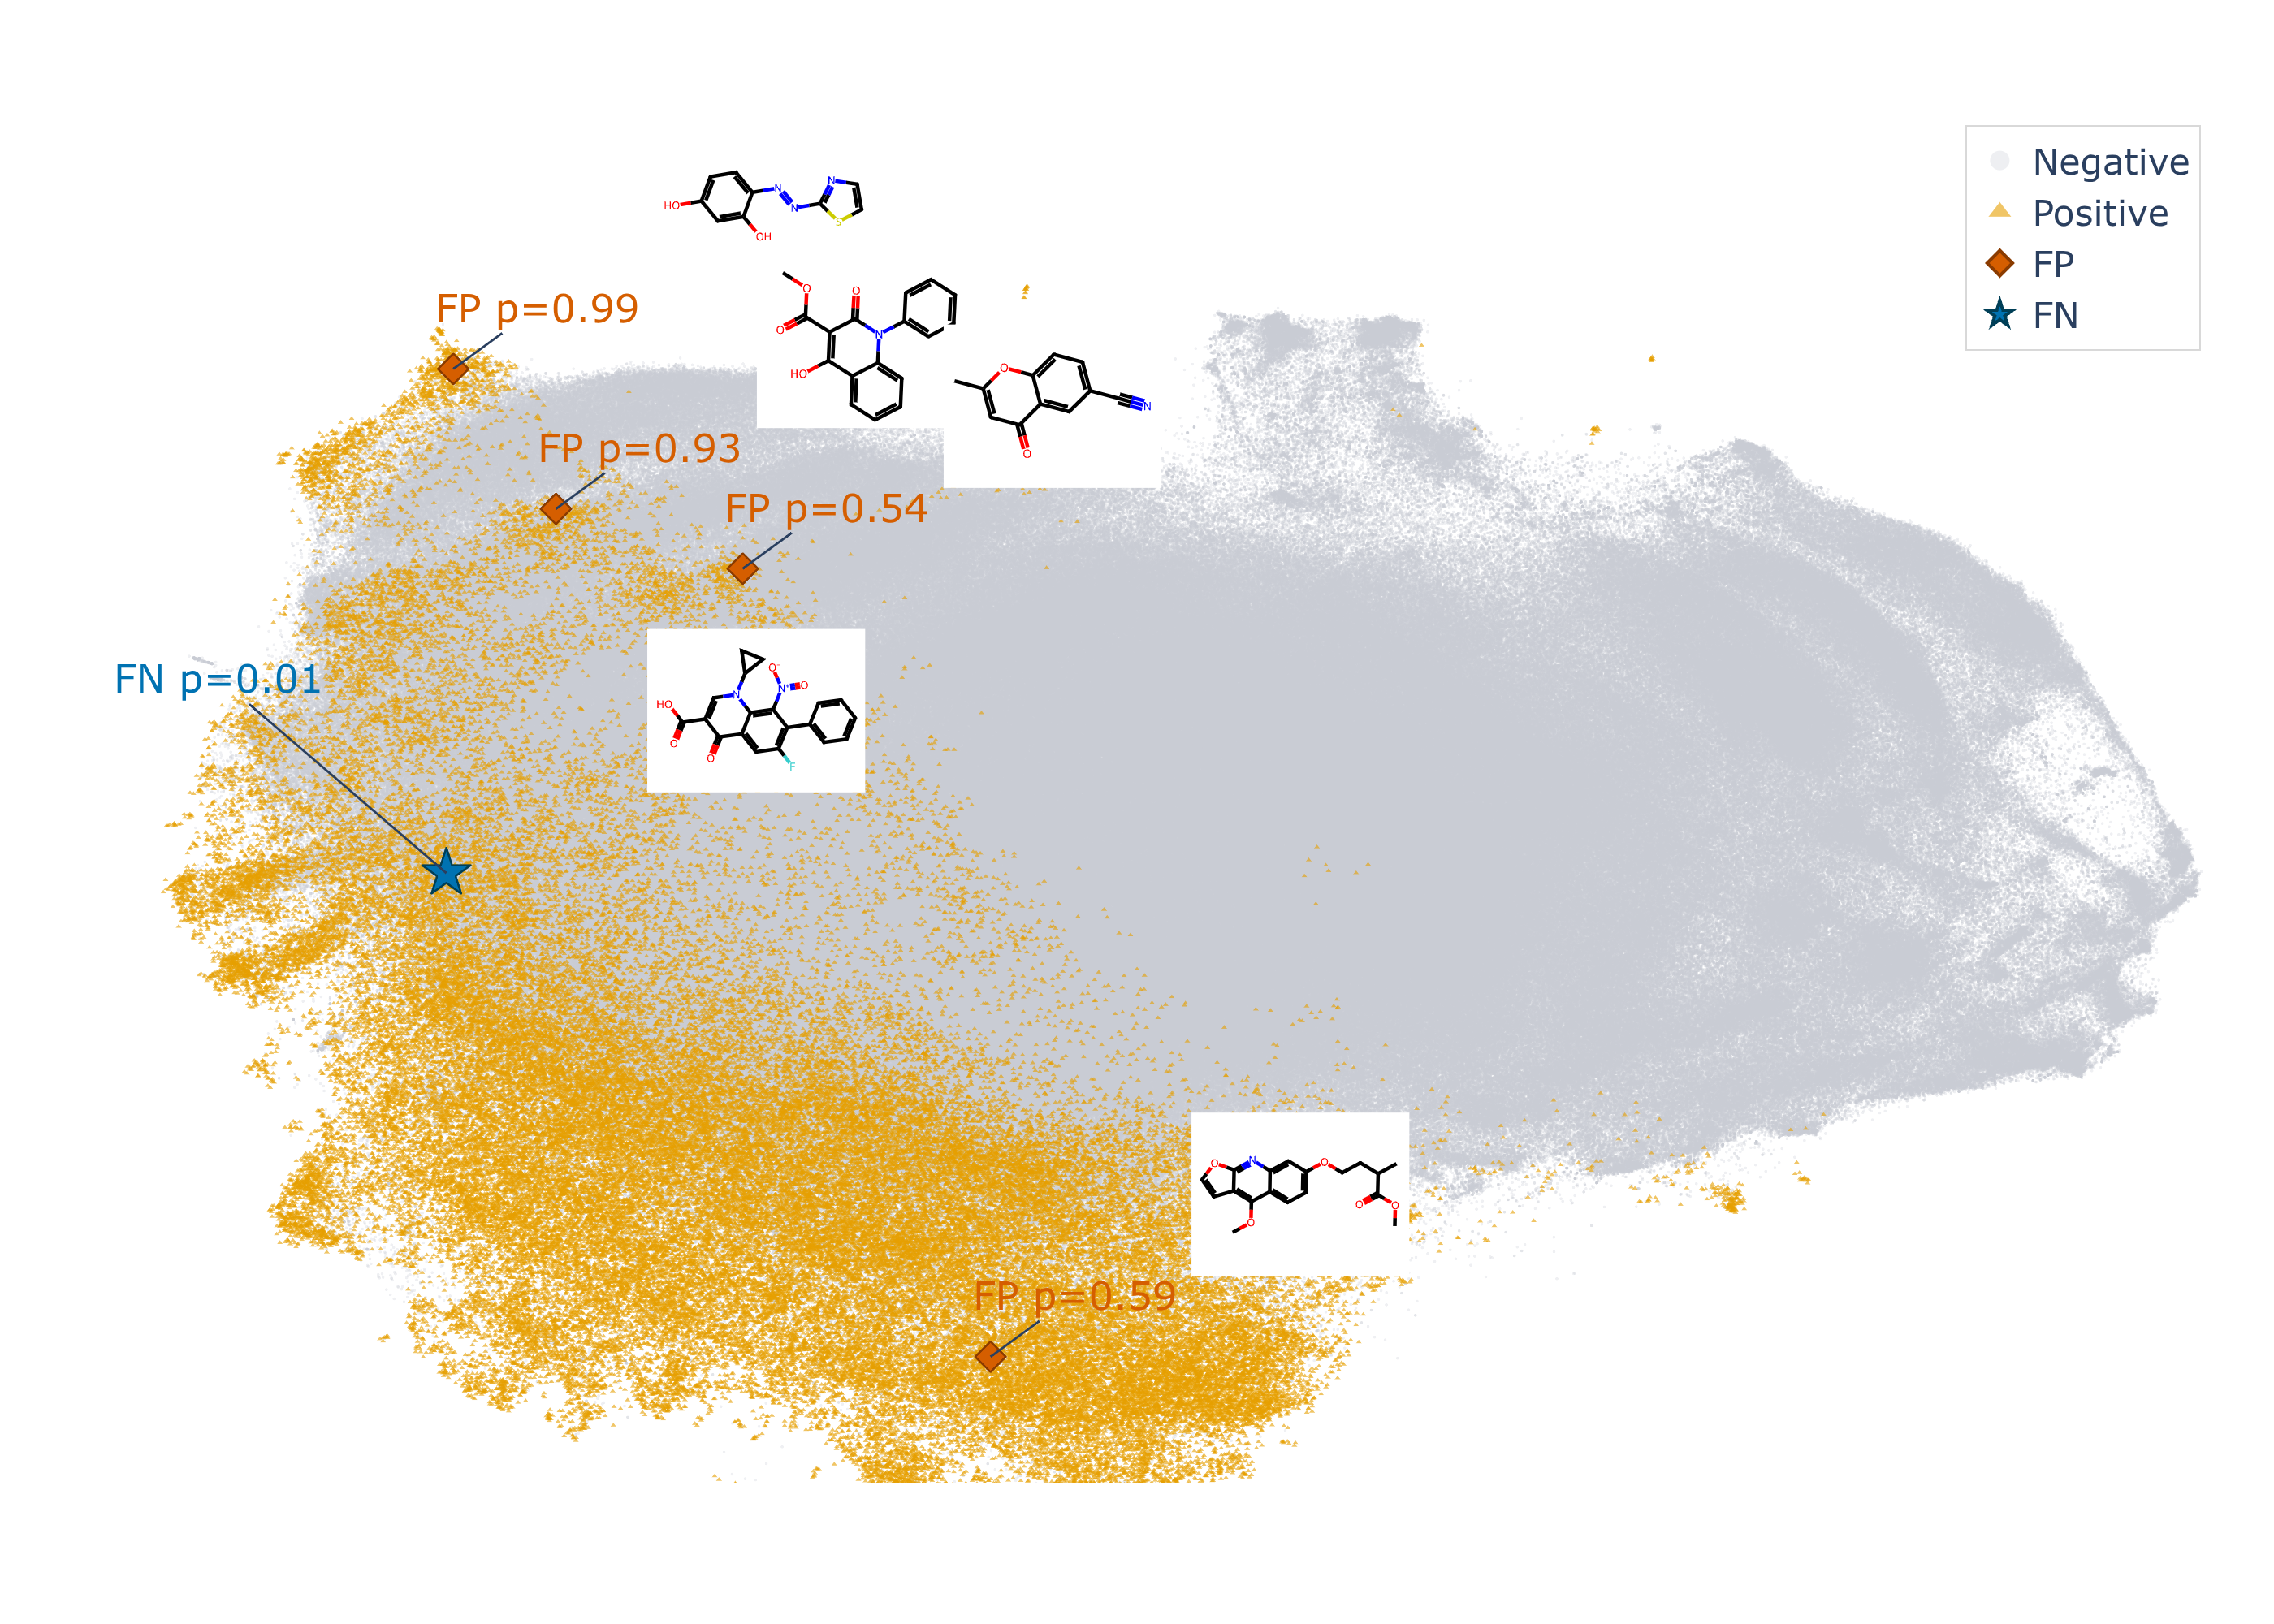 Negative
Positive
FP
FN
N
N
N
HO
S
OH
FP p=0.99
O
O
O
N
HO
O
N
O
FP p=0.93
FP p=0.54
FN p=0.01
O-
N+
O
N
HO
O
O
F
O
N
O
O
O
O
FP p=0.59